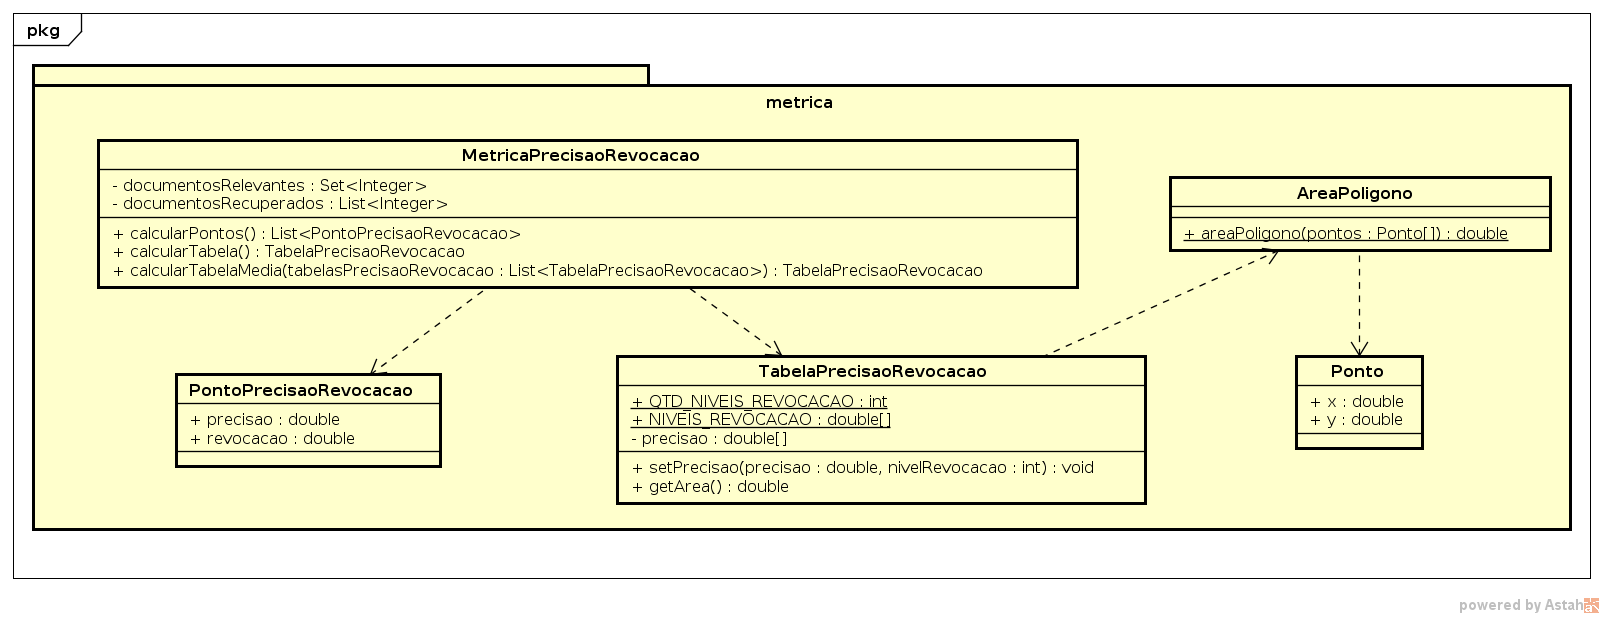 pkg
metrica
MetricaPrecisaoRevocacao
- documentosRelevantes : Set<Integer>
- documentosRecuperados : List<Integer>
+ calcularPontos() : List<PontoPrecisaoRevocacao>
+ calcularTabela() : TabelaPrecisaoRevocacao
+ calcularTabelaMedia(tabelasPrecisaoRevocacao : List<TabelaPrecisaoRevocacao>) : TabelaPrecisaoRevocacao
AreaPoligono
+ areaPoligono(pontos : Ponto[]) : double
PontoPrecisaoRevocacao
+ precisao : double
+ revocacao : double
TabelaPrecisaoRevocacao
+ QTD_NIVEIS_REVOCACAO : int
+ NIVEIS_REVOCACAO : double[]
- precisao : double[]
+ setPrecisao(precisao : double, nivelRevocacao : int) : void
+ getArea() : double
Ponto
+ x : double
+ y : double
powered by Astah